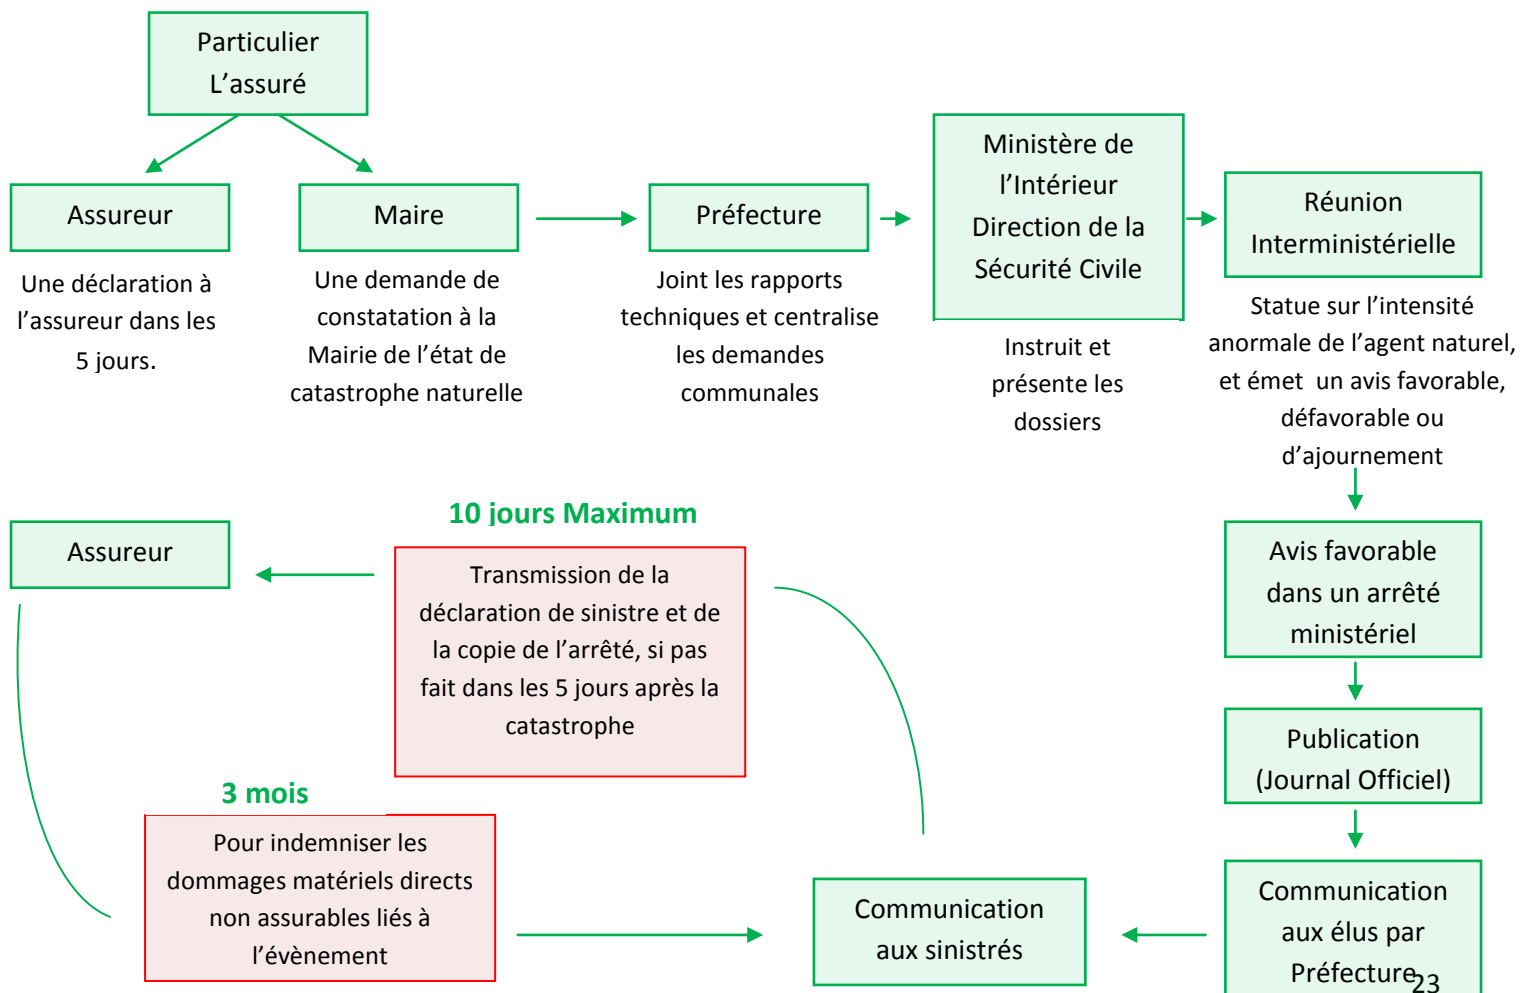 Particulier
L’assuré
Assureur
Une déclaration à
l’assureur dans les
5 jours.
Maire
Une demande de
constatation à la
Mairie de l’état de
catastrophe naturelle
Préfecture
Joint les rapports
techniques et centralise
les demandes
communales
Ministère de
l’Intérieur
Direction de la
Sécurité Civile
Instruit et
présente les
dossiers
Réunion
Interministérielle
Statue sur l’intensité
anormale de l’agent naturel,
et émet  un avis favorable,
défavorable ou
d’ajournement
Avis favorable
dans un arrêté
ministériel
Publication
(Journal Officiel)
Communication
aux élus par
Préfecture
Communication
aux sinistrés
10 jours Maximum
Transmission de la
déclaration de sinistre et de
la copie de l’arrêté, si pas
fait dans les 5 jours après la
catastrophe
Assureur
3 mois
Pour indemniser les
dommages matériels directs
non assurables liés à
l’évènement
23